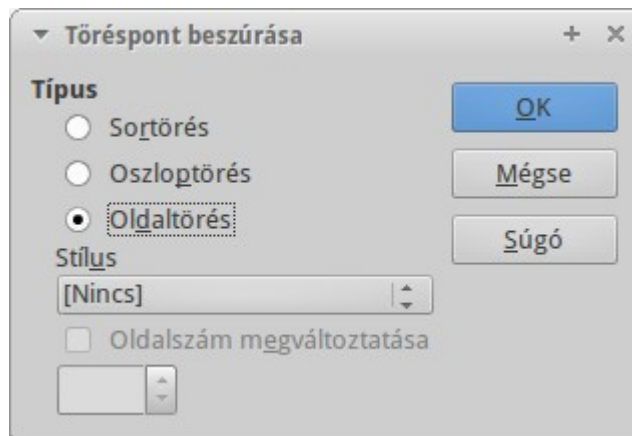 Töréspont beszúrása
Típus
Sortörés
Oszloptörés
Oldaltörés
Stílus
[Nincs]
Oldalszám megváltoztatása
OK
Mégse
Súgó